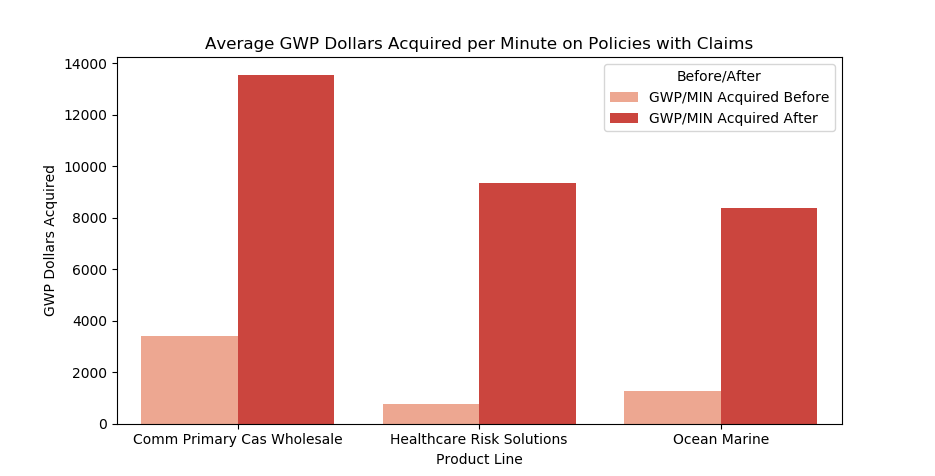 Average GWP Dollars Acquired per Minute on Policies with Claims
Before/After
GWP/MIN Acquired Before
GWP/MIN Acquired After
GWP Dollars Acquired
14000
12000
10000
8000
6000
4000
2000
0
Comm Primary Cas Wholesale
Healthcare Risk Solutions
Ocean Marine
Product Line